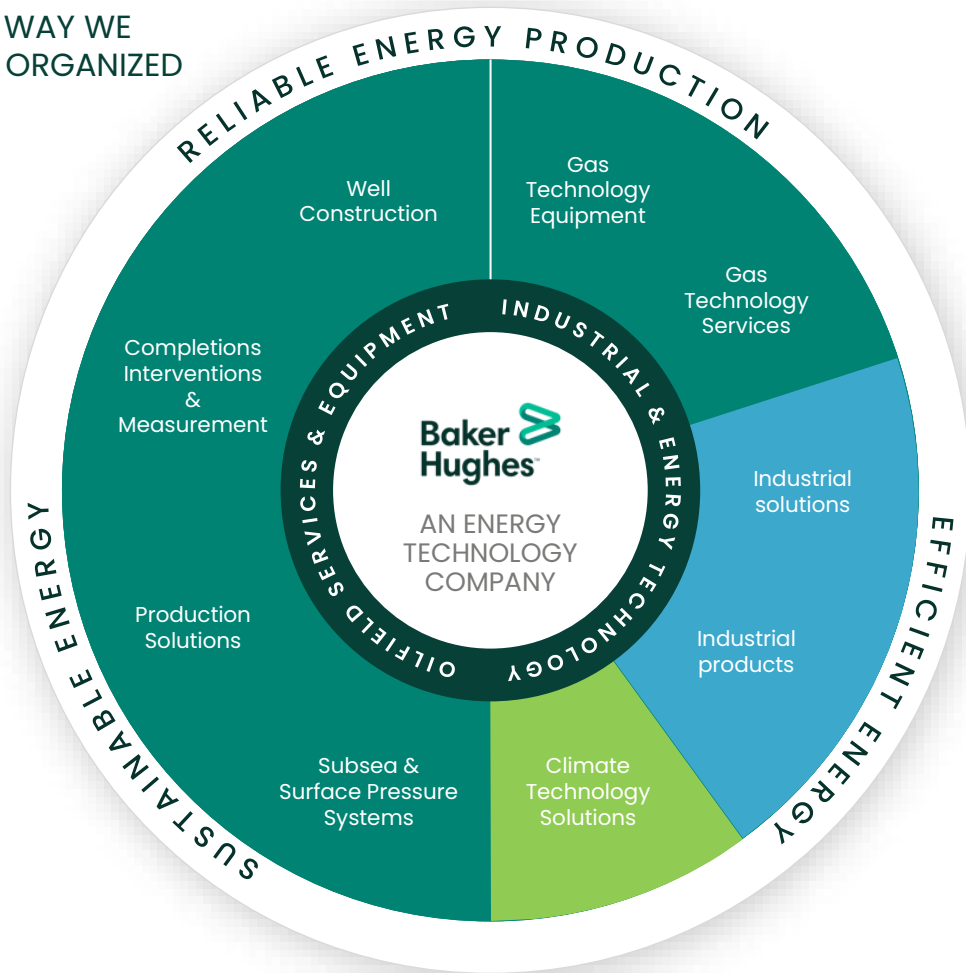 WAY WE
ORGANIZED
RELIABLE ENERGY PRODUCTION
Well
Construction
Gas
Technology
Equipment
Gas
Technology
Services
Completions
Interventions
&
Measurement
OILFIELD SERVICES & EQUIPMENT
INDUSTRIAL & ENERGY TECHNOLOGY
Baker
Hughes™
AN ENERGY
TECHNOLOGY
COMPANY
Industrial
solutions
Production
Solutions
Industrial
products
Subsea &
Surface Pressure
Systems
Climate
Technology
Solutions
SUSTAINABLE ENERGY
EFFICIENT ENERGY